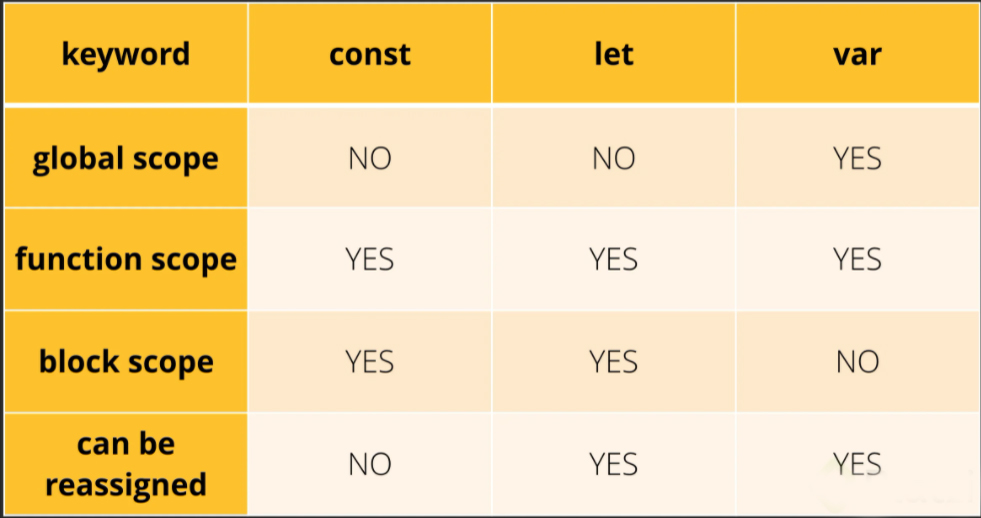 keyword const let var
global scope NO NO YES
function scope YES YES YES
block scope YES YES NO
can be
reassigned NO YES YES